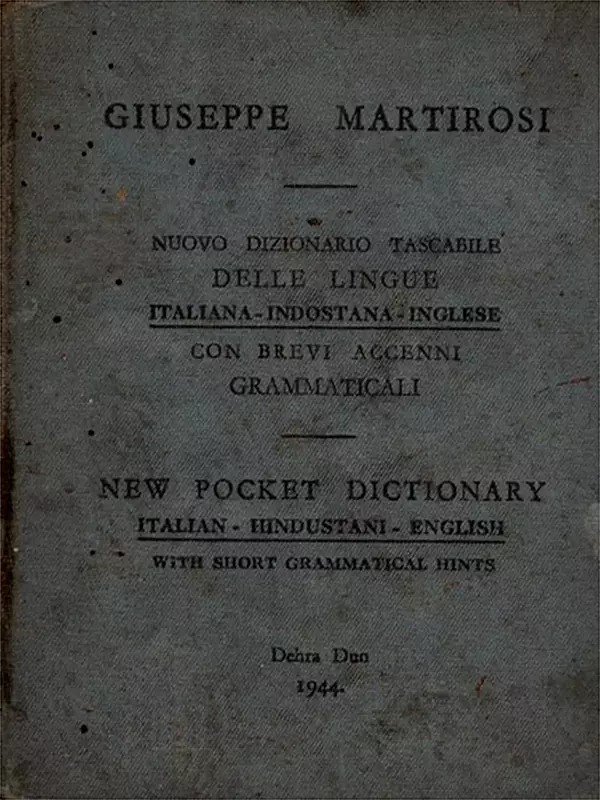 GIUSEPPE MARTIROSI
NUOVO DIZIONARIO TASCABILE
DELLE LINGUE
ITALIANA-INDOSTANA-INGLESE
CON BREVI ACCENNI
GRAMMATICALI
NEW POCKET DICTIONARY
ITALIAN - HINDUSTANI - ENGLISH
WITH SHORT GRAMMATICAL HINTS
Dehra Dun
1944.